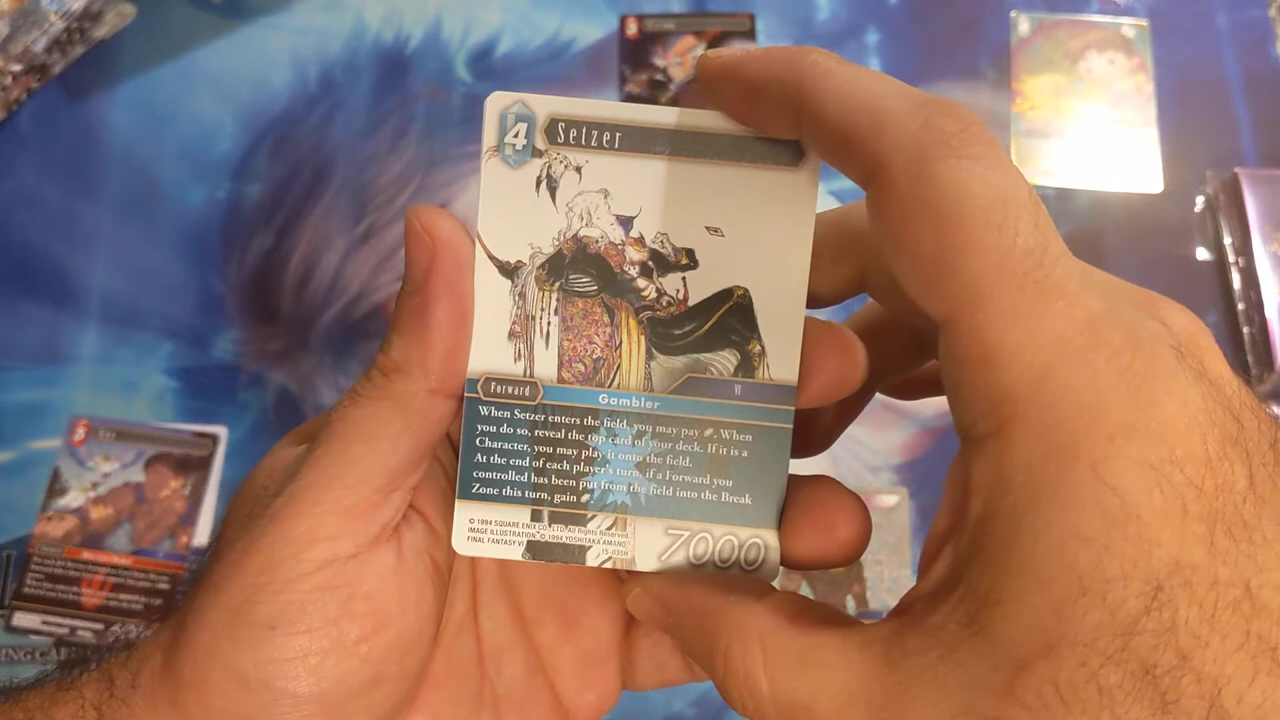 4
Setzer
Forward
VI
Gambler
When Setzer enters the field, you may pay . When
you do so, reveal the top card of your deck. If it is a
Character, you may play it onto the field.
At the end of each player's turn, if a Forward you
controlled has been put from the field into the Break
Zone this turn, gain .
© 1994 SQUARE ENIX CO., LTD. All Rights Reserved.
IMAGE ILLUSTRATION: © 1994 YOSHITAKA AMANO
FINAL FANTASY VI
15-035H
7000